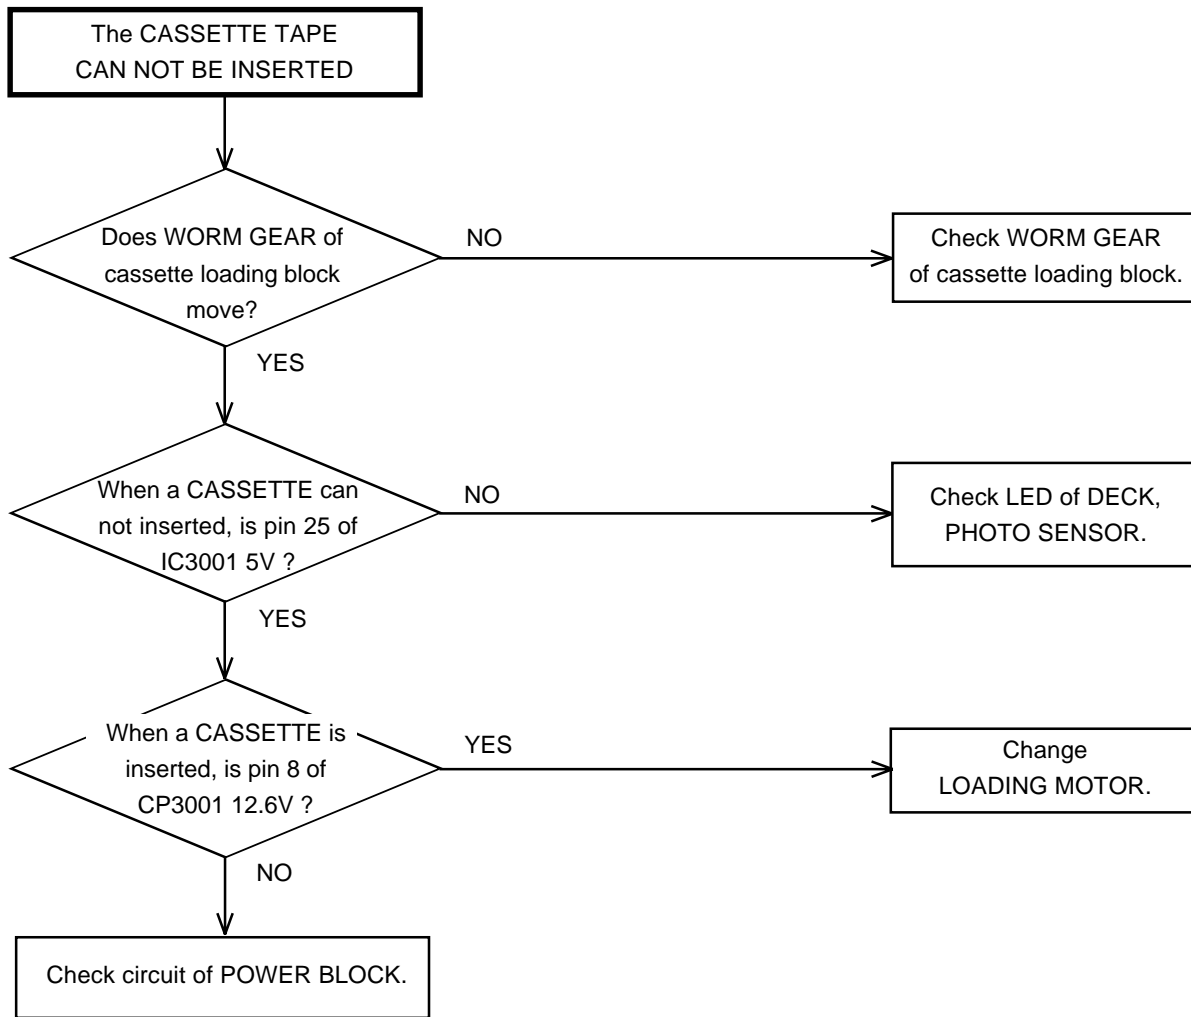 The CASSETTE TAPE
CAN NOT BE INSERTED
Does WORM GEAR of
cassette loading block
move?
NO
Check WORM GEAR
of cassette loading block.
YES
When a CASSETTE can
not inserted, is pin 25 of
IC3001 5V ?
NO
Check LED of DECK,
PHOTO SENSOR.
YES
When a CASSETTE is
inserted, is pin 8 of
CP3001 12.6V ?
YES
Change
LOADING MOTOR.
NO
Check circuit of POWER BLOCK.